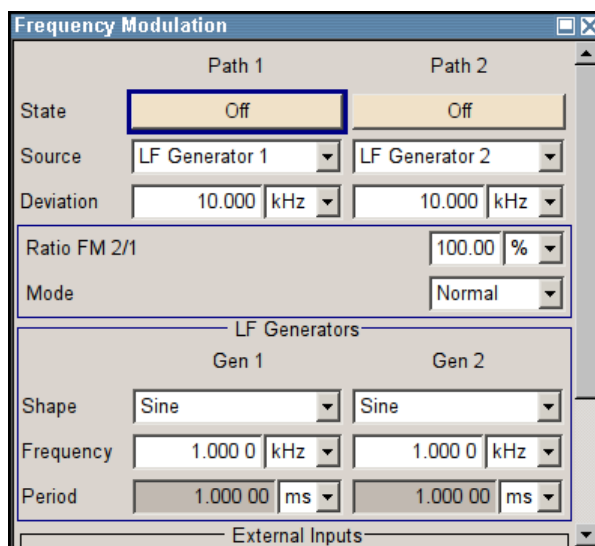 Frequency Modulation
Path 1 Path 2
State Off Off
Source LF Generator 1 LF Generator 2
Deviation 10.000 kHz 10.000 kHz
Ratio FM 2/1 100.00 %
Mode Normal
LF Generators
Gen 1 Gen 2
Shape Sine Sine
Frequency 1.000 0 kHz 1.000 0 kHz
Period 1.000 00 ms 1.000 00 ms
External Inputs